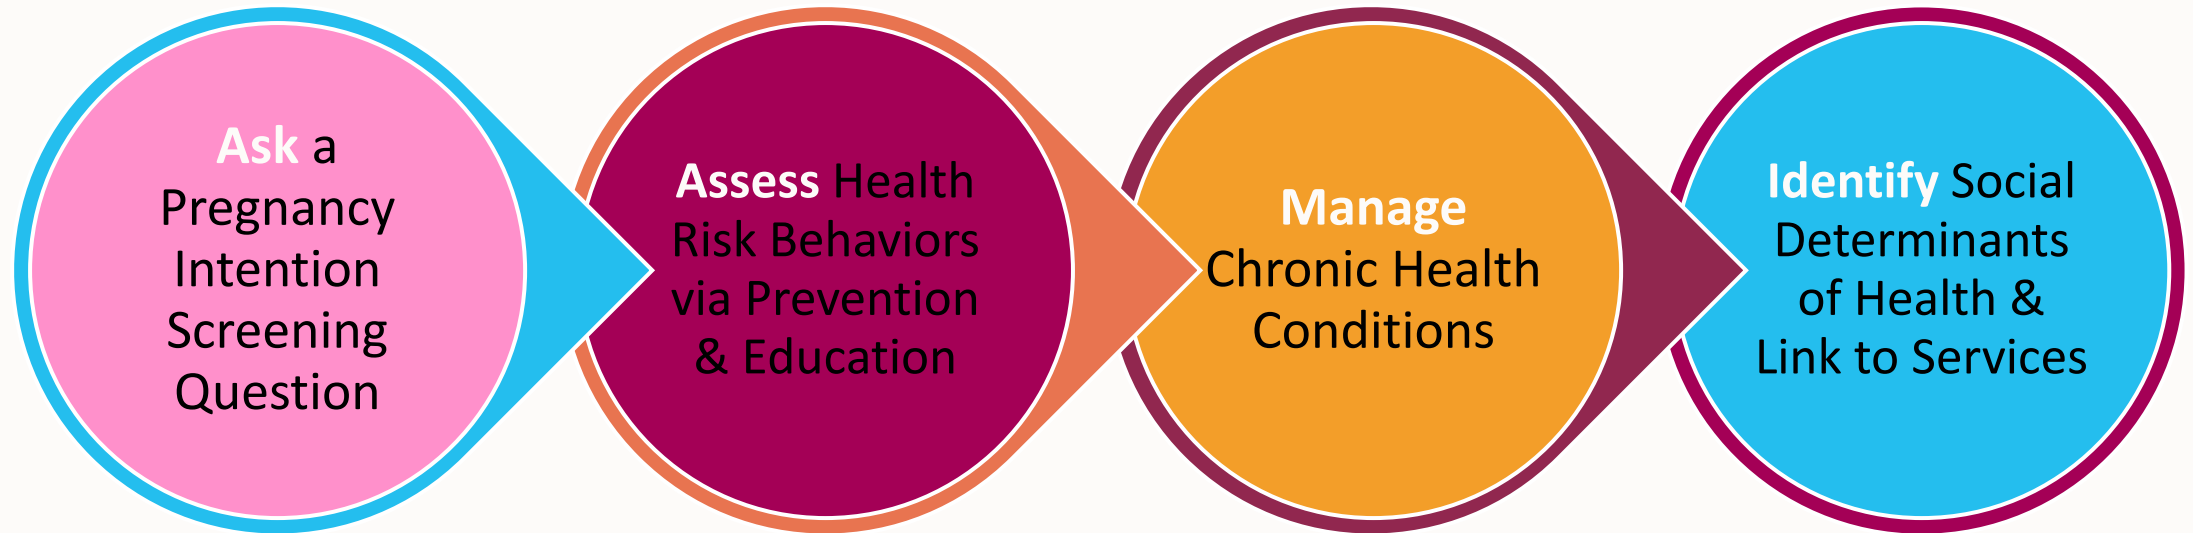 Ask a
Pregnancy
Intention
Screening
Question
Assess Health
Risk Behaviors
via Prevention
& Education
Manage
Chronic Health
Conditions
Identify Social
Determinants
of Health &
Link to Services